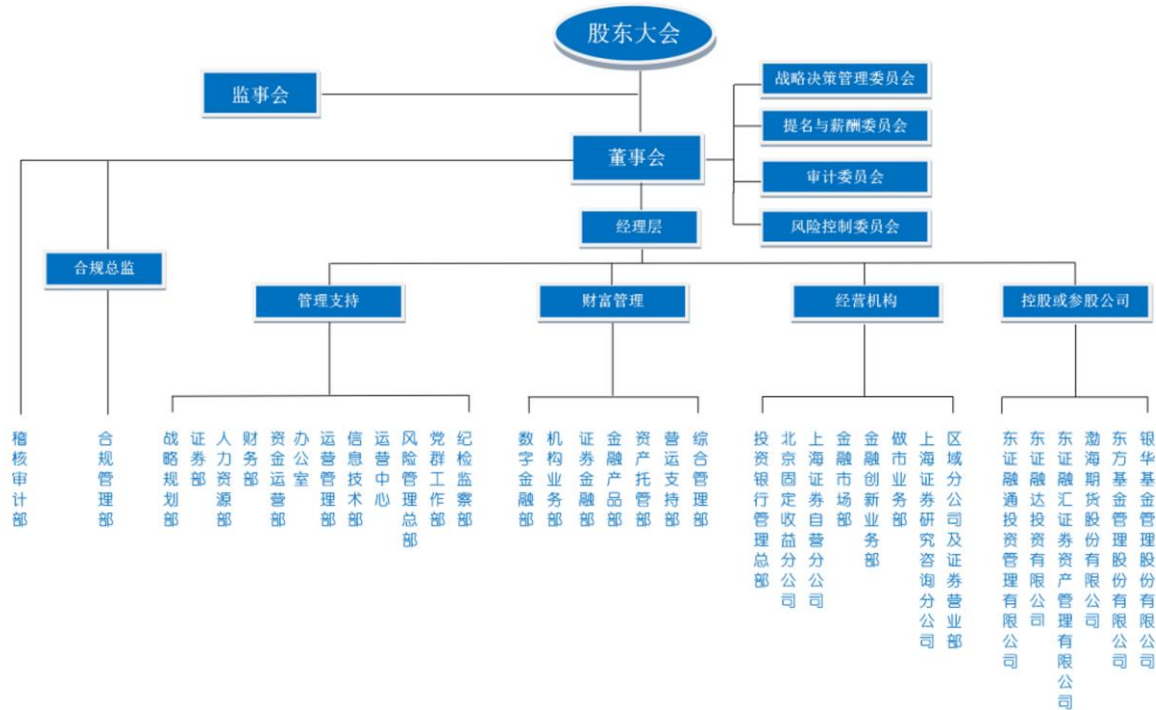 股东大会
监事会
战略决策管理委员会
提名与薪酬委员会
董事会
审计委员会
经理层
风险控制委员会
合规总监
管理支持
财富管理
经营机构
控股或参股公司
稽核审计部
合规管理部
战略规划部
证券部
人力资源部
财务部
资金运营部
办公室
运营管理部
信息技术部
运营中心
风险管理总部
党群工作部
纪检监察部
数字金融部
机构业务部
证券金融部
金融产品部
资产托管部
营运支持部
综合管理部
投资银行管理总部
北京固定收益分公司
上海证券自营分公司
金融市场部
金融创新业务部
做市业务部
上海证券研究咨询分公司
区域分公司及证券营业部
东证融通投资管理有限公司
东证融达投资有限公司
东证融汇证券资产管理有限公司
渤海期货股份有限公司
东方基金管理股份有限公司
银华基金管理股份有限公司